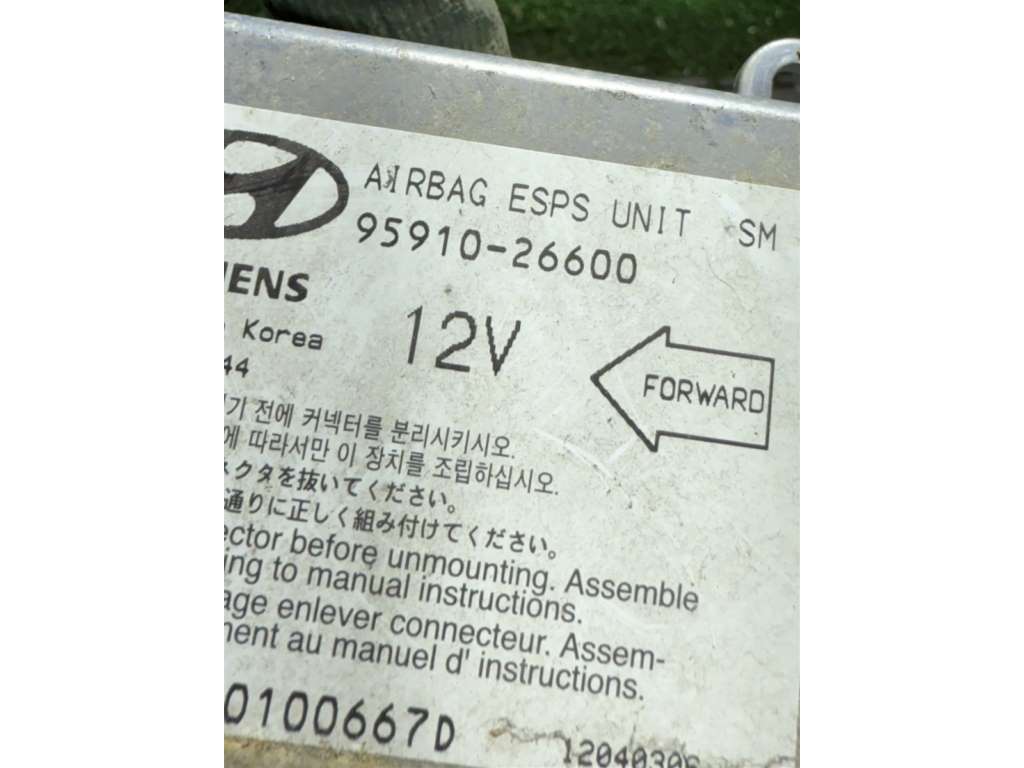 AIRBAG ESPS UNIT SM
95910-26600
IENS
Korea
12V
44
FORWARD
기 전에 커넥터를 분리시키시오.
에 따라서만 이 장치를 조립하십시오.
ネクタを抜いてください。
通りに正しく組み付けてください。
ector before unmounting. Assemble
ing to manual instructions.
age enlever connecteur. Assem-
ment au manuel d' instructions.
0100667D
12040306